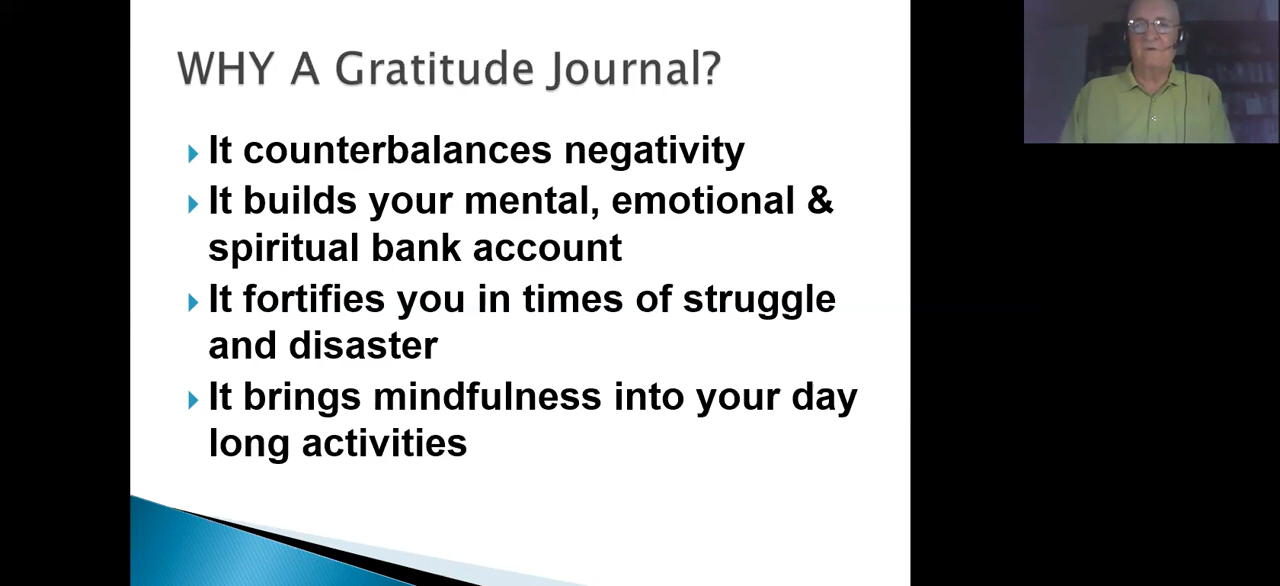 WHY A Gratitude Journal?
It counterbalances negativity
It builds your mental, emotional &
spiritual bank account
It fortifies you in times of struggle
and disaster
It brings mindfulness into your day
long activities